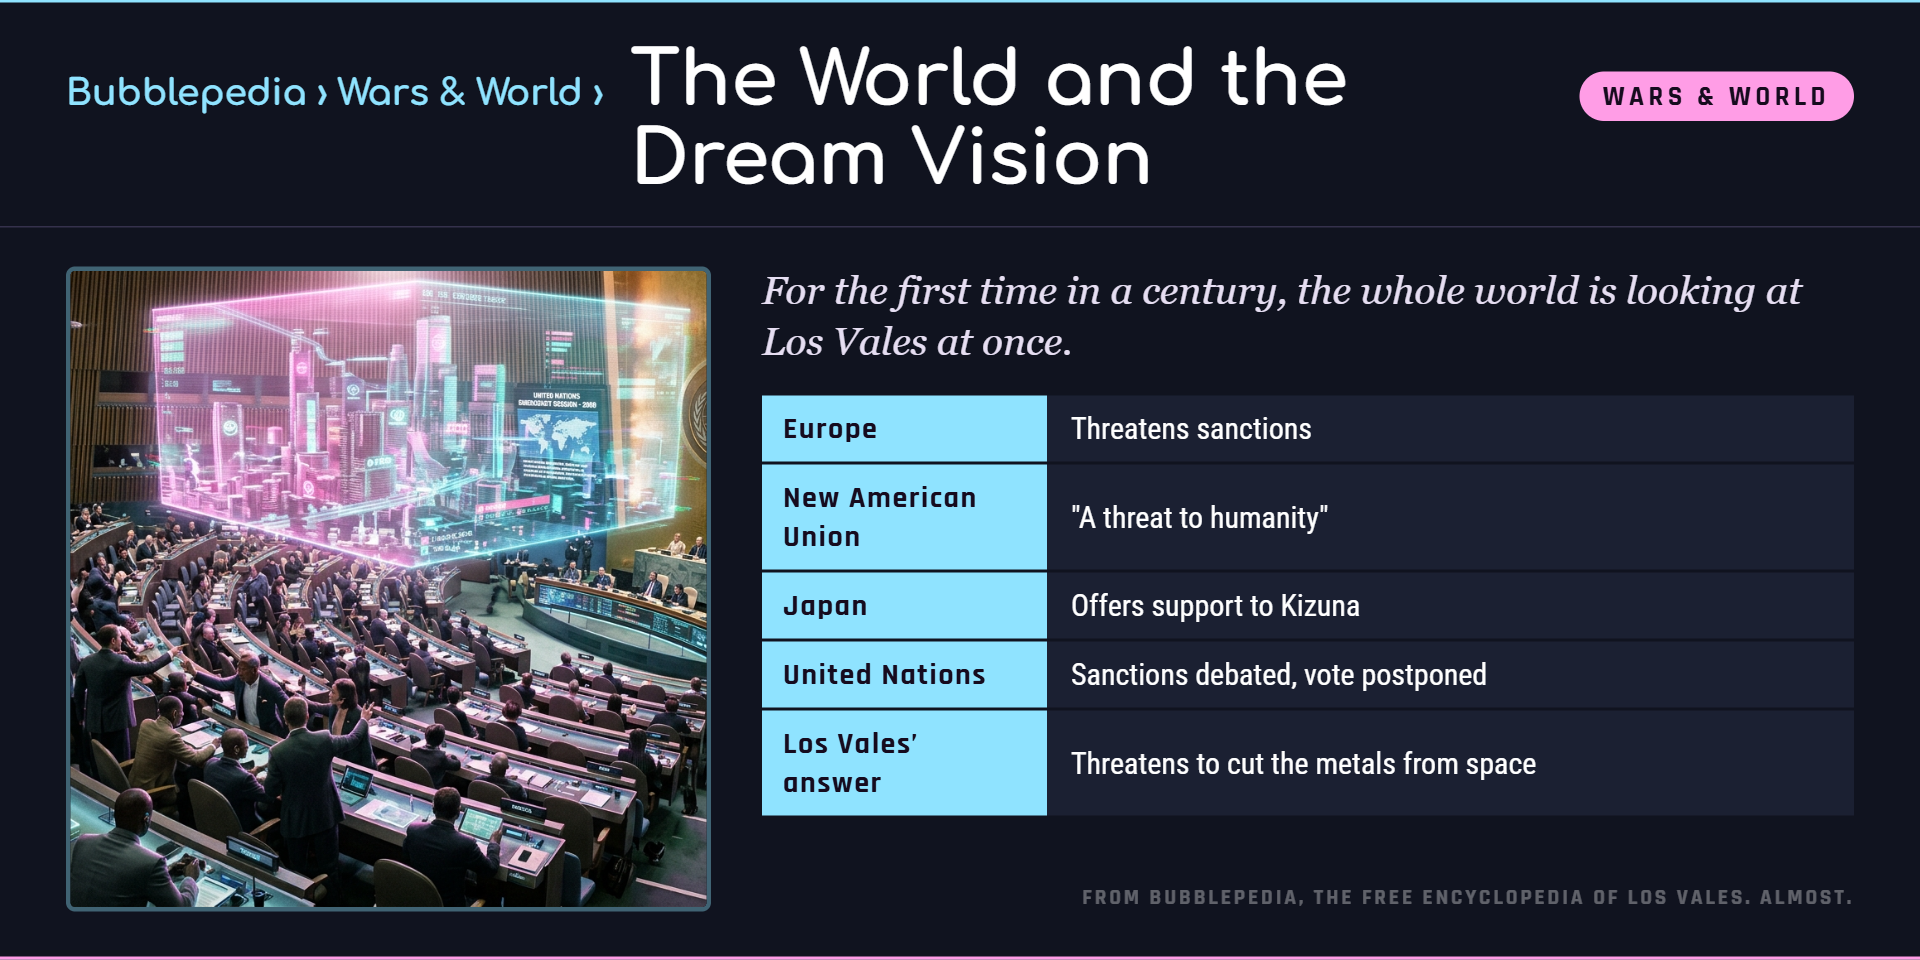 Bubblepedia › Wars & World ›
The World and the
Dream Vision
WARS & WORLD
UNITED NATIONS
For the first time in a century, the whole world is looking at
Los Vales at once.
Europe
Threatens sanctions
New American
Union
"A threat to humanity"
Japan
Offers support to Kizuna
United Nations
Sanctions debated, vote postponed
Los Vales’
answer
Threatens to cut the metals from space
FROM BUBBLEPEDIA, THE FREE ENCYCLOPEDIA OF LOS VALES. ALMOST.